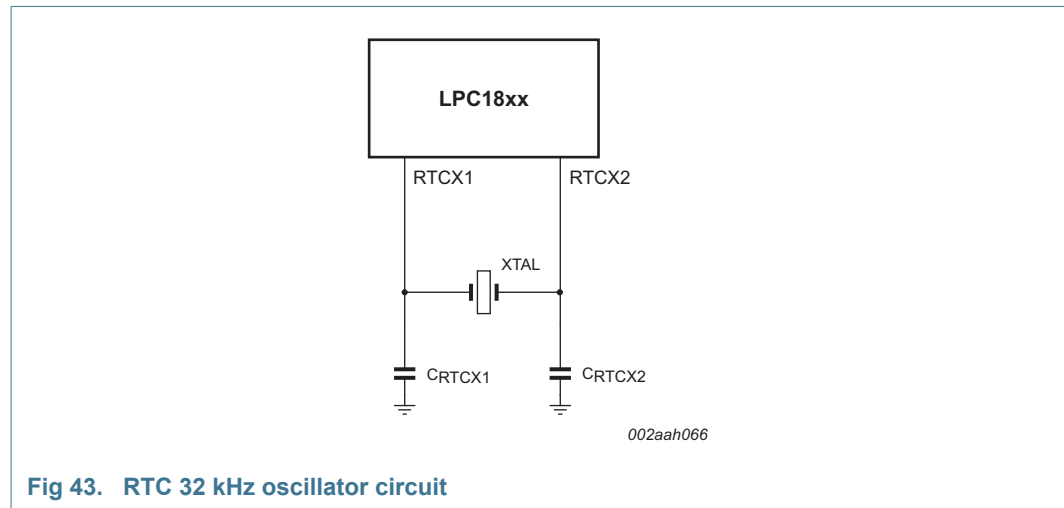 LPC18xx
RTCX1
RTCX2
XTAL
CRTCX1
CRTCX2
002aah066
Fig 43. RTC 32 kHz oscillator circuit